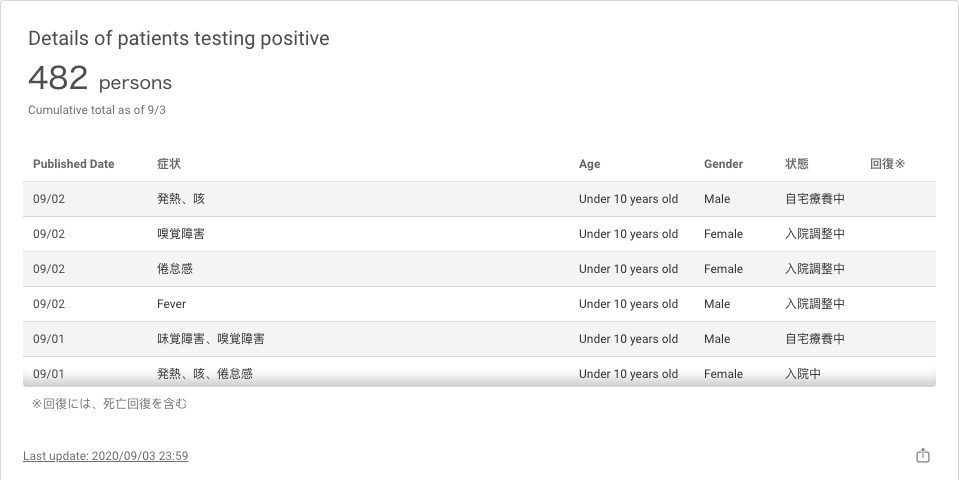 Details of patients testing positive
482 persons
Cumulative total as of 9/3
Published Date 症状 Age Gender 状態 回復※
09/02 発熱、咳 Under 10 years old Male 自宅療養中
09/02 嗅覚障害 Under 10 years old Female 入院調整中
09/02 倦怠感 Under 10 years old Female 入院調整中
09/02 Fever Under 10 years old Male 入院調整中
09/01 味覚障害、嗅覚障害 Under 10 years old Male 自宅療養中
09/01 発熱、咳、倦怠感 Under 10 years old Female 入院中
※回復には、死亡回復を含む
Last update: 2020/09/03 23:59